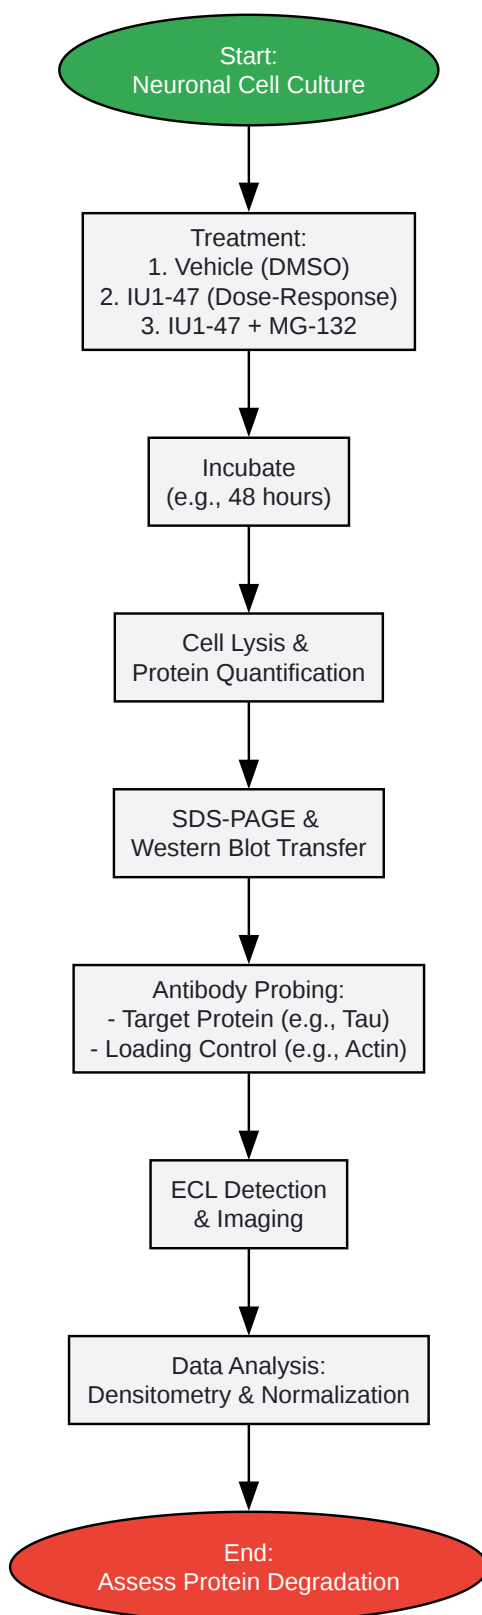 Start:
Neuronal Cell Culture
Treatment:
1. Vehicle (DMSO)
2. IU1-47 (Dose-Response)
3. IU1-47 + MG-132
Incubate
(e.g., 48 hours)
Cell Lysis &
Protein Quantification
SDS-PAGE &
Western Blot Transfer
Antibody Probing:
- Target Protein (e.g., Tau)
- Loading Control (e.g., Actin)
ECL Detection
& Imaging
Data Analysis:
Densitometry & Normalization
End:
Assess Protein Degradation